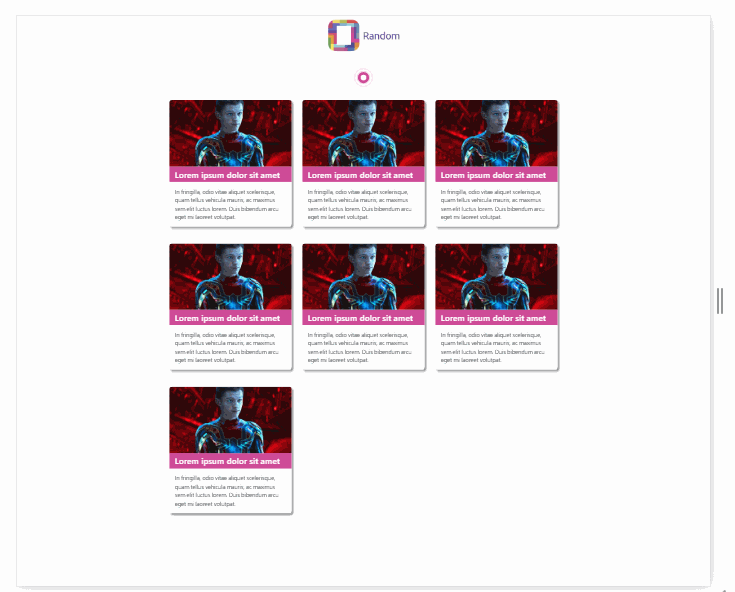 Random
Lorem ipsum dolor sit amet
In fringilla, odio vitae aliquet scelerisque,
quam tellus vehicula mauris, ac maximus
sem elit luctus lorem. Duis bibendum arcu
eget mi laoreet volutpat.
Lorem ipsum dolor sit amet
In fringilla, odio vitae aliquet scelerisque,
quam tellus vehicula mauris, ac maximus
sem elit luctus lorem. Duis bibendum arcu
eget mi laoreet volutpat.
Lorem ipsum dolor sit amet
In fringilla, odio vitae aliquet scelerisque,
quam tellus vehicula mauris, ac maximus
sem elit luctus lorem. Duis bibendum arcu
eget mi laoreet volutpat.
Lorem ipsum dolor sit amet
In fringilla, odio vitae aliquet scelerisque,
quam tellus vehicula mauris, ac maximus
sem elit luctus lorem. Duis bibendum arcu
eget mi laoreet volutpat.
Lorem ipsum dolor sit amet
In fringilla, odio vitae aliquet scelerisque,
quam tellus vehicula mauris, ac maximus
sem elit luctus lorem. Duis bibendum arcu
eget mi laoreet volutpat.
Lorem ipsum dolor sit amet
In fringilla, odio vitae aliquet scelerisque,
quam tellus vehicula mauris, ac maximus
sem elit luctus lorem. Duis bibendum arcu
eget mi laoreet volutpat.
Lorem ipsum dolor sit amet
In fringilla, odio vitae aliquet scelerisque,
quam tellus vehicula mauris, ac maximus
sem elit luctus lorem. Duis bibendum arcu
eget mi laoreet volutpat.